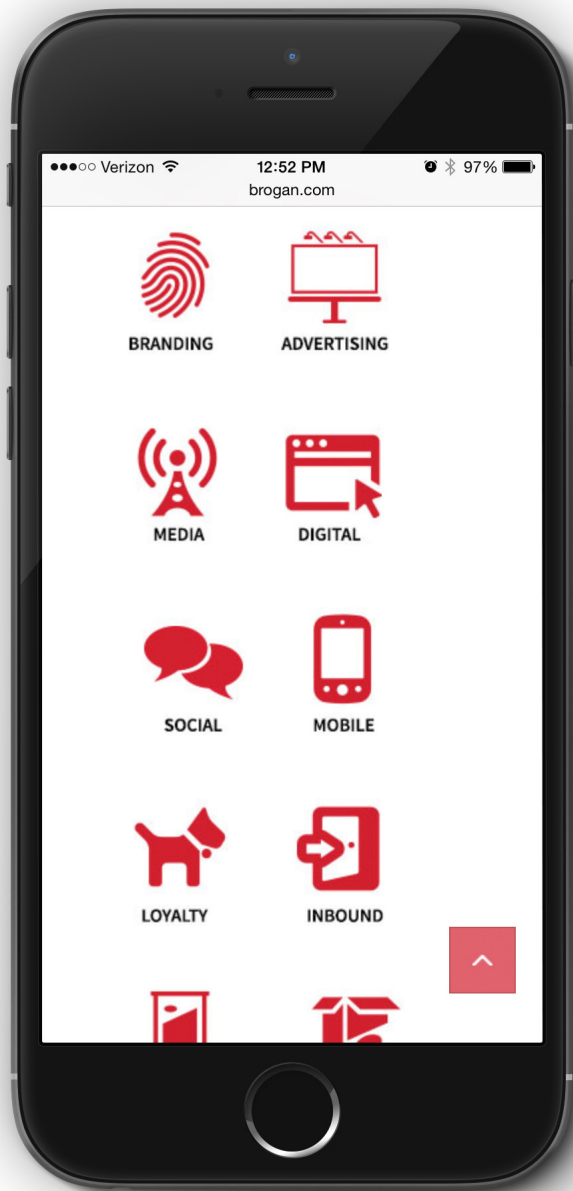 Verizon 12:52 PM 97%
brogan.com
BRANDING ADVERTISING
MEDIA DIGITAL
SOCIAL MOBILE
LOYALTY INBOUND